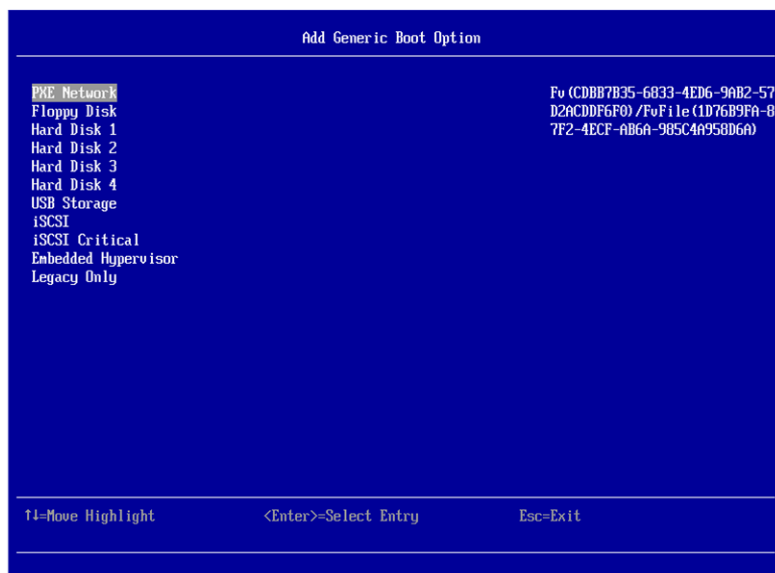 Add Generic Boot Option
PXE Network
Floppy Disk
Hard Disk 1
Hard Disk 2
Hard Disk 3
Hard Disk 4
USB Storage
iSCSI
iSCSI Critical
Embedded Hypervisor
Legacy Only
Fv(CDBB7B35-6833-4ED6-9AB2-57
D2ACDDF6F0)/FvFile(1D76B9FA-8
7F2-4ECF-AB6A-985C4A958D6A)
↑↓=Move Highlight <Enter>=Select Entry Esc=Exit